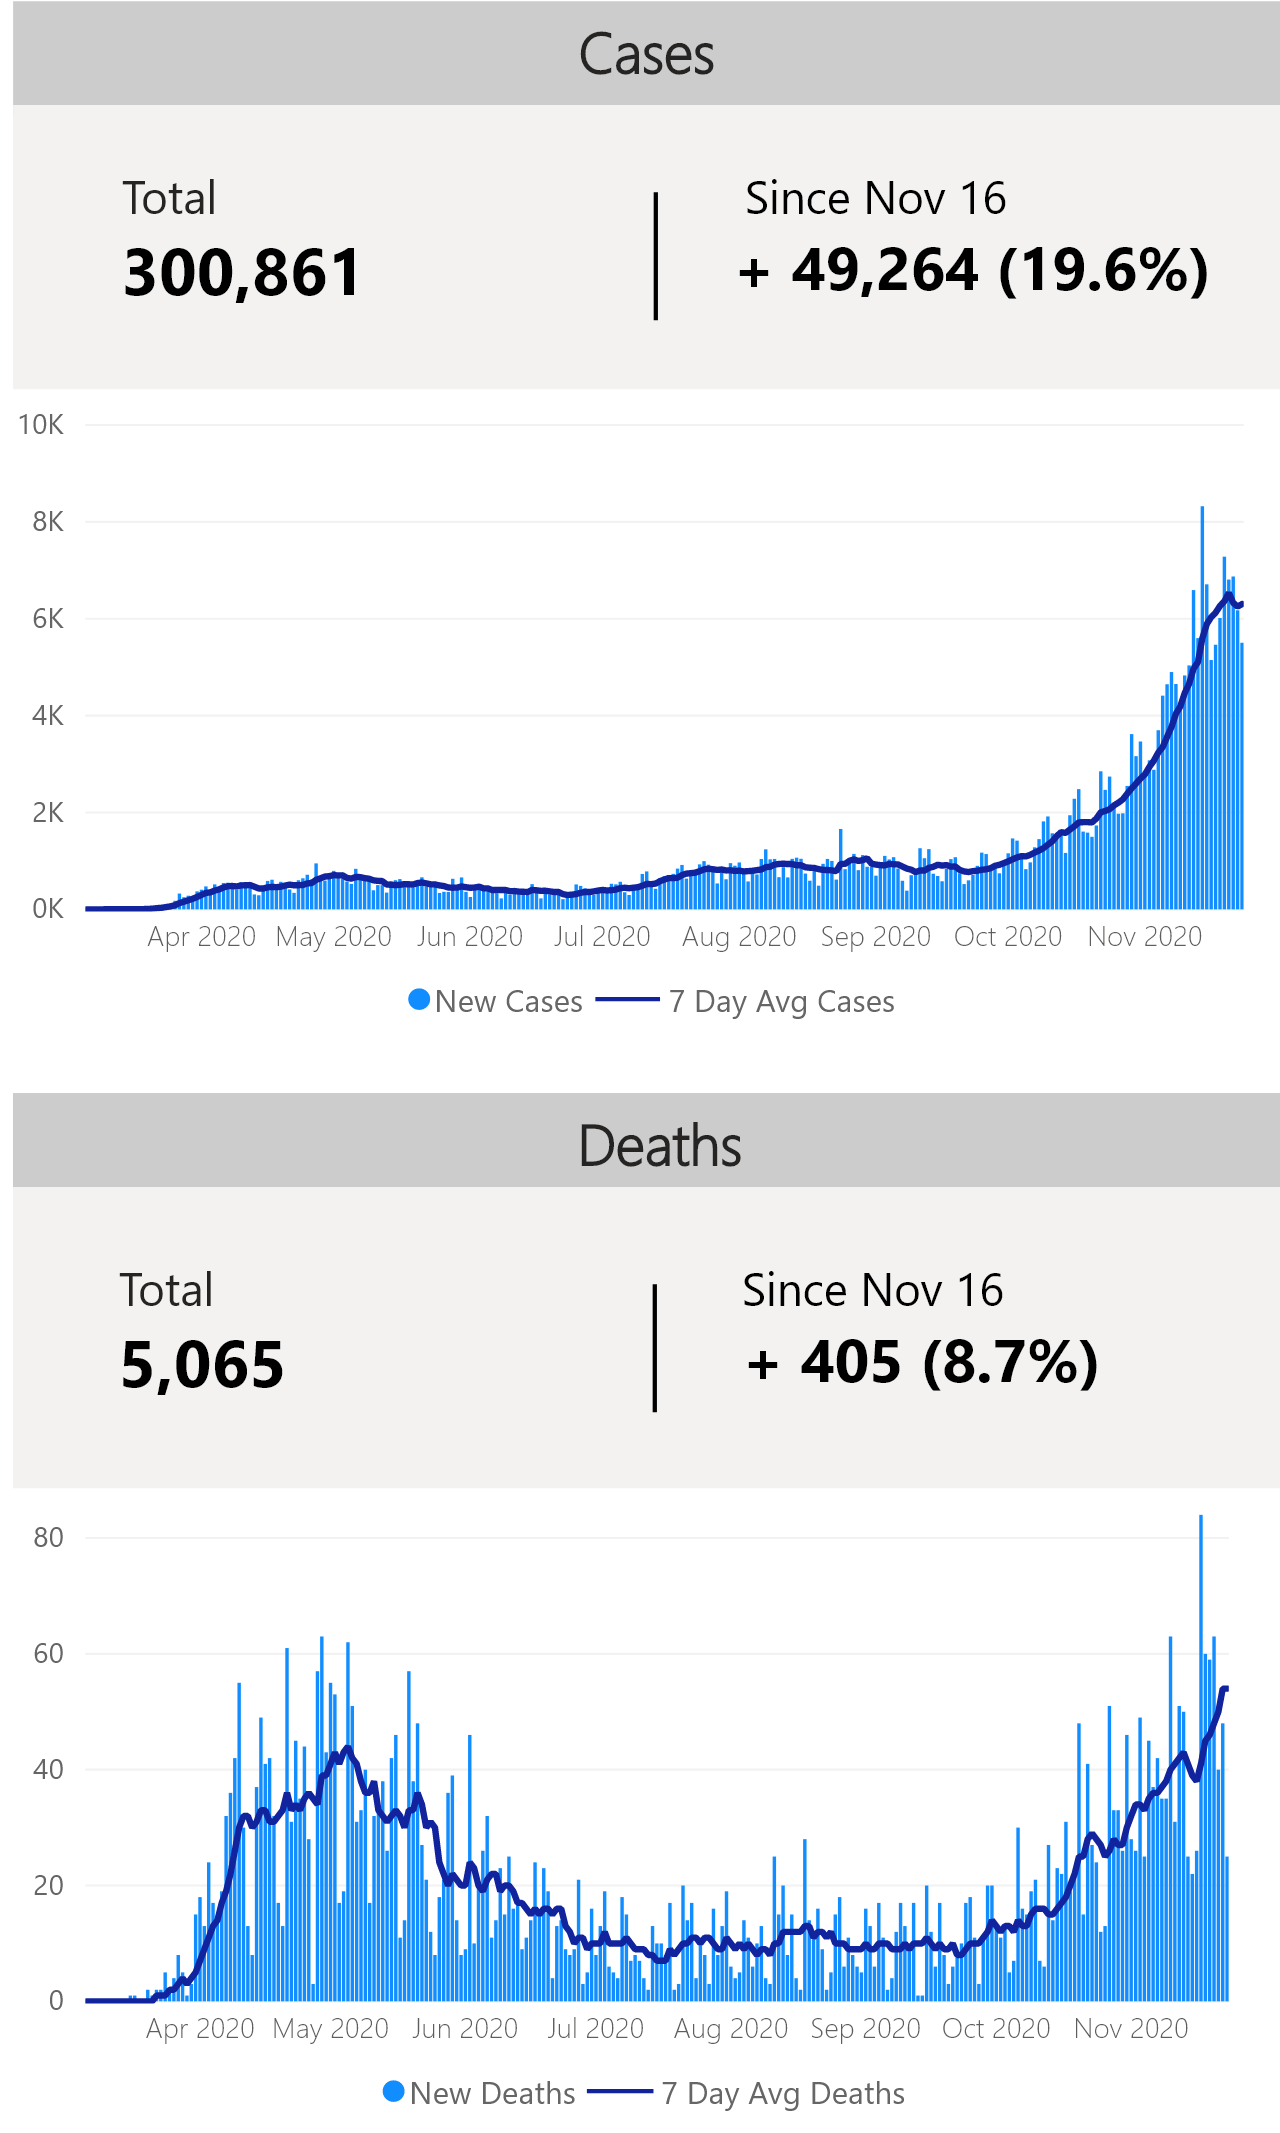 Cases
Total
Since Nov 16
300,861
+ 49,264 (19.6%)
10K
8K
6K
4K
2K
0K
Apr 2020 May 2020 Jun 2020 Jul 2020 Aug 2020 Sep 2020 Oct 2020 Nov 2020
New Cases 7 Day Avg Cases
Deaths
Total
Since Nov 16
5,065
+ 405 (8.7%)
80
60
40
20
0
Apr 2020 May 2020 Jun 2020 Jul 2020 Aug 2020 Sep 2020 Oct 2020 Nov 2020
New Deaths 7 Day Avg Deaths